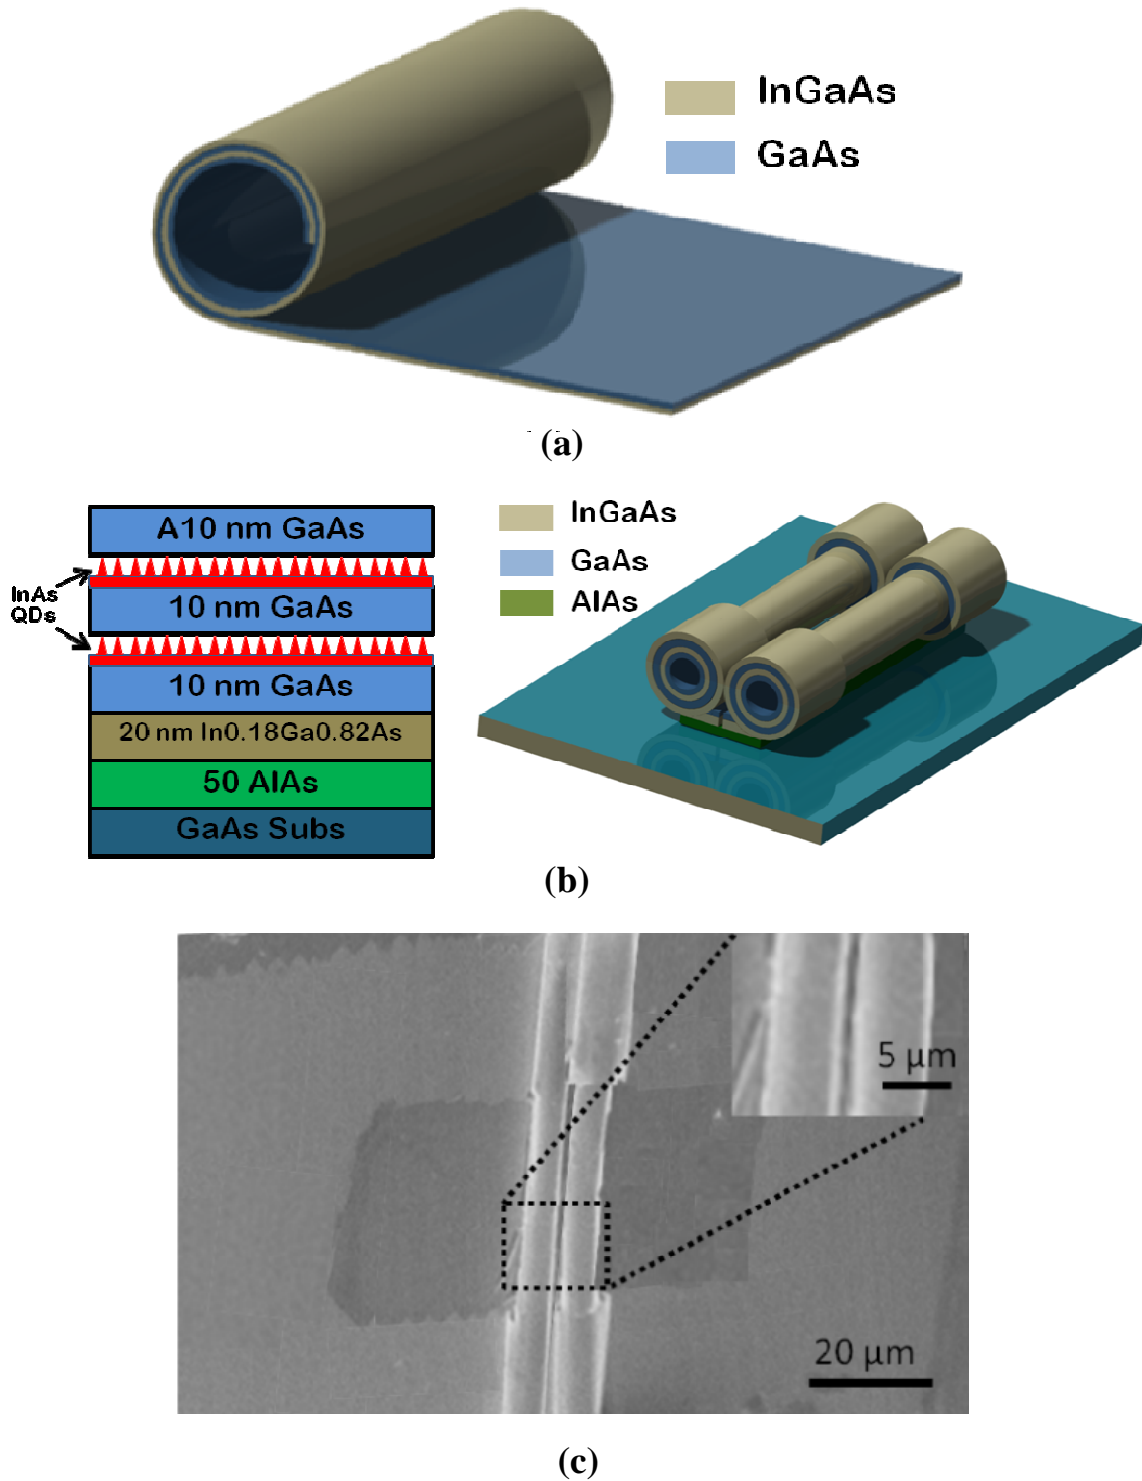 InGaAs
GaAs
(a)
A10 nm GaAs
InAs
QDs
10 nm GaAs
10 nm GaAs
20 nm In0.18Ga0.82As
50 AlAs
GaAs Subs
InGaAs
GaAs
AlAs
(b)
5 μm
20 μm
(c)